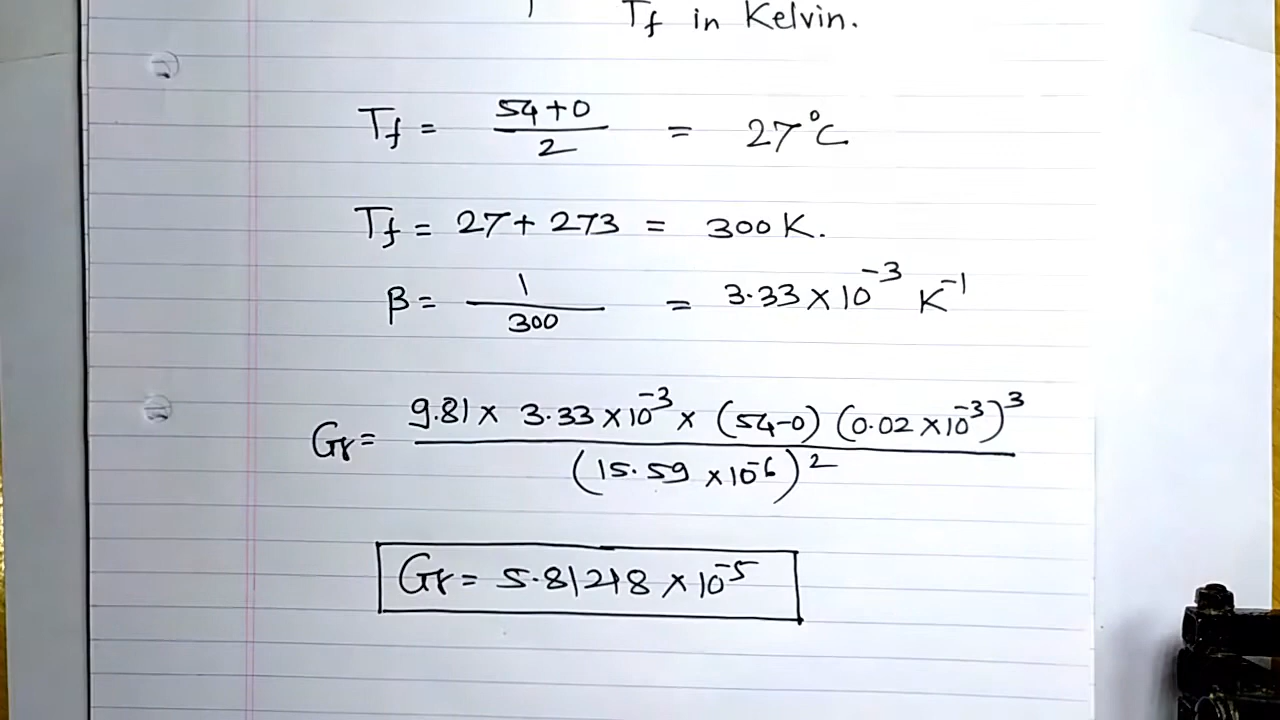 Tf in Kelvin.
Tf = 54+0 / 2 = 27°C
Tf = 27 + 273 = 300 K.
β = 1 / 300 = 3.33 × 10⁻³ K⁻¹
Gr = 9.81 × 3.33 × 10⁻³ × (54-0) (0.02 × 10⁻³)³ / (15.59 × 10⁻⁶)²
Gr = 5.81218 × 10⁻⁵